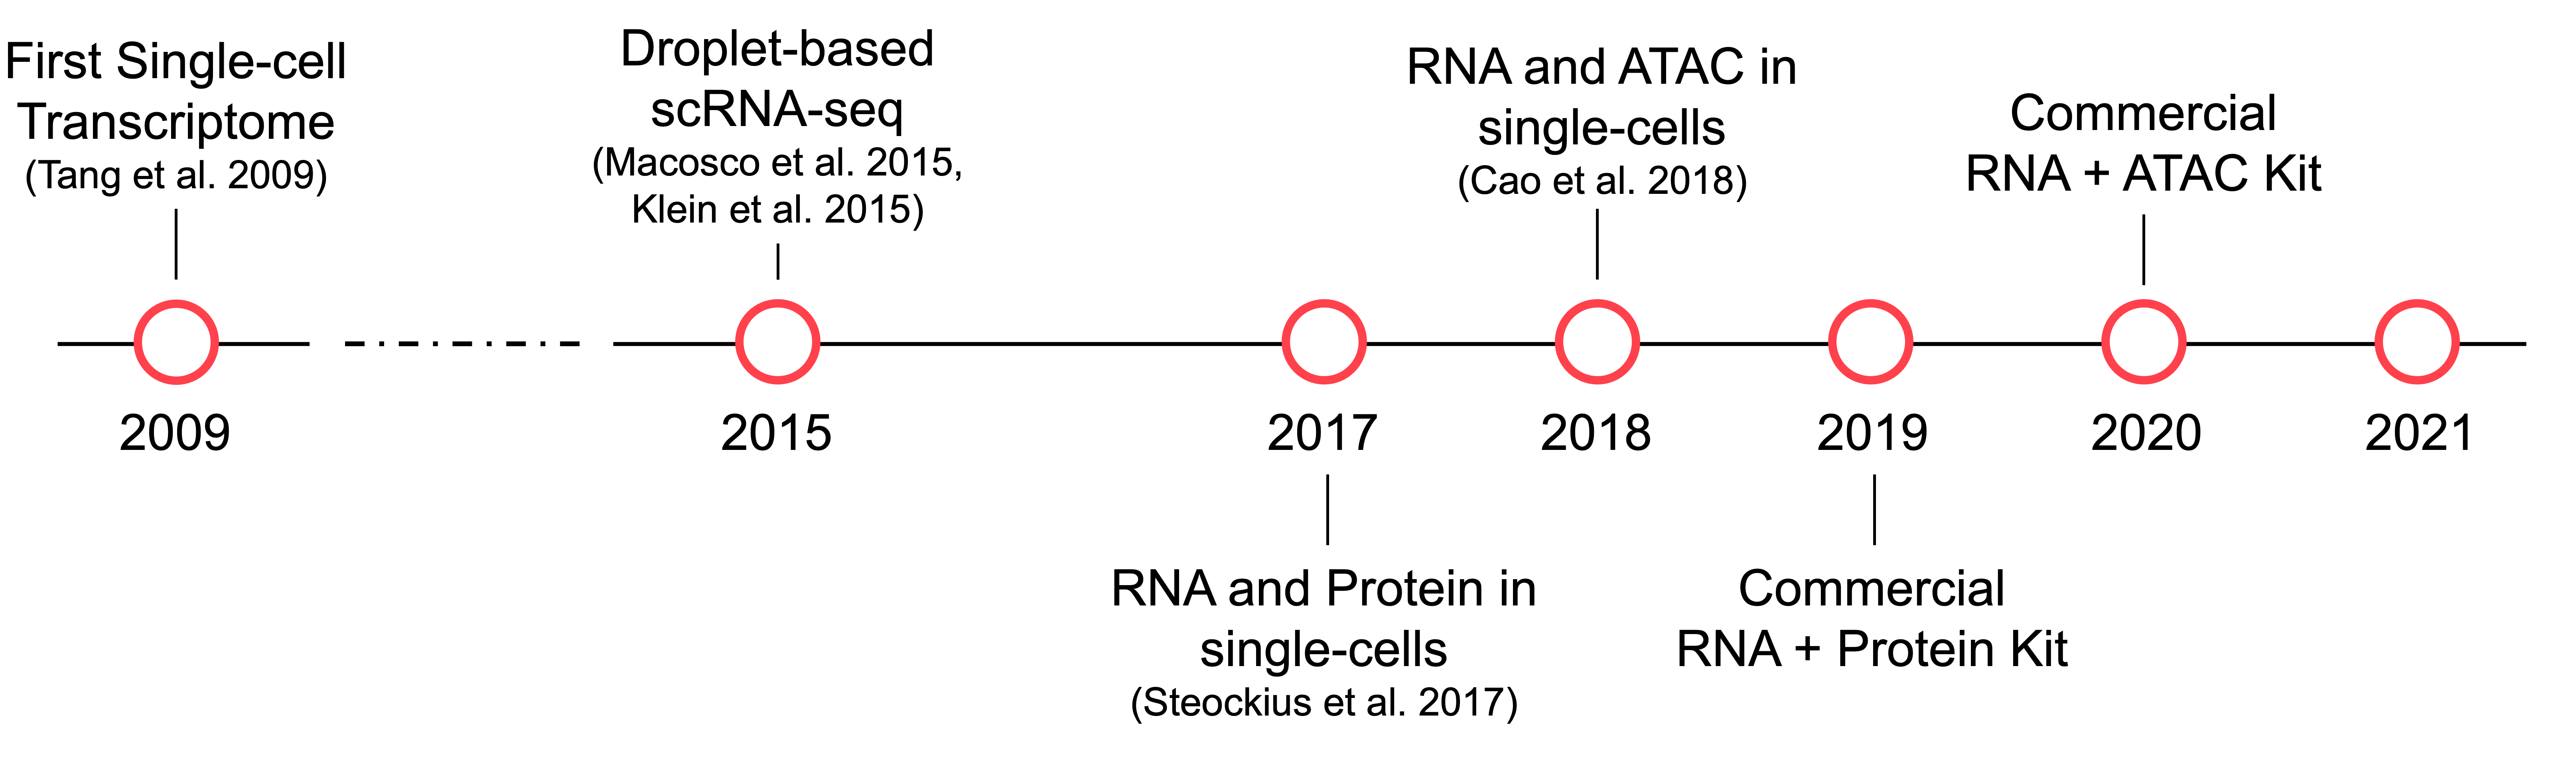 First Single-cell
Transcriptome
(Tang et al. 2009)
Droplet-based
scRNA-seq
(Macosco et al. 2015,
Klein et al. 2015)
RNA and ATAC in
single-cells
(Cao et al. 2018)
Commercial
RNA + ATAC Kit
2009
2015
2017
2018
2019
2020
2021
RNA and Protein in
single-cells
(Steockius et al. 2017)
Commercial
RNA + Protein Kit